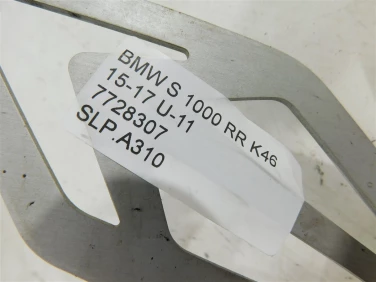 BMW S 1000 RR K46
15-17 U-11
7728307
SLP.A310